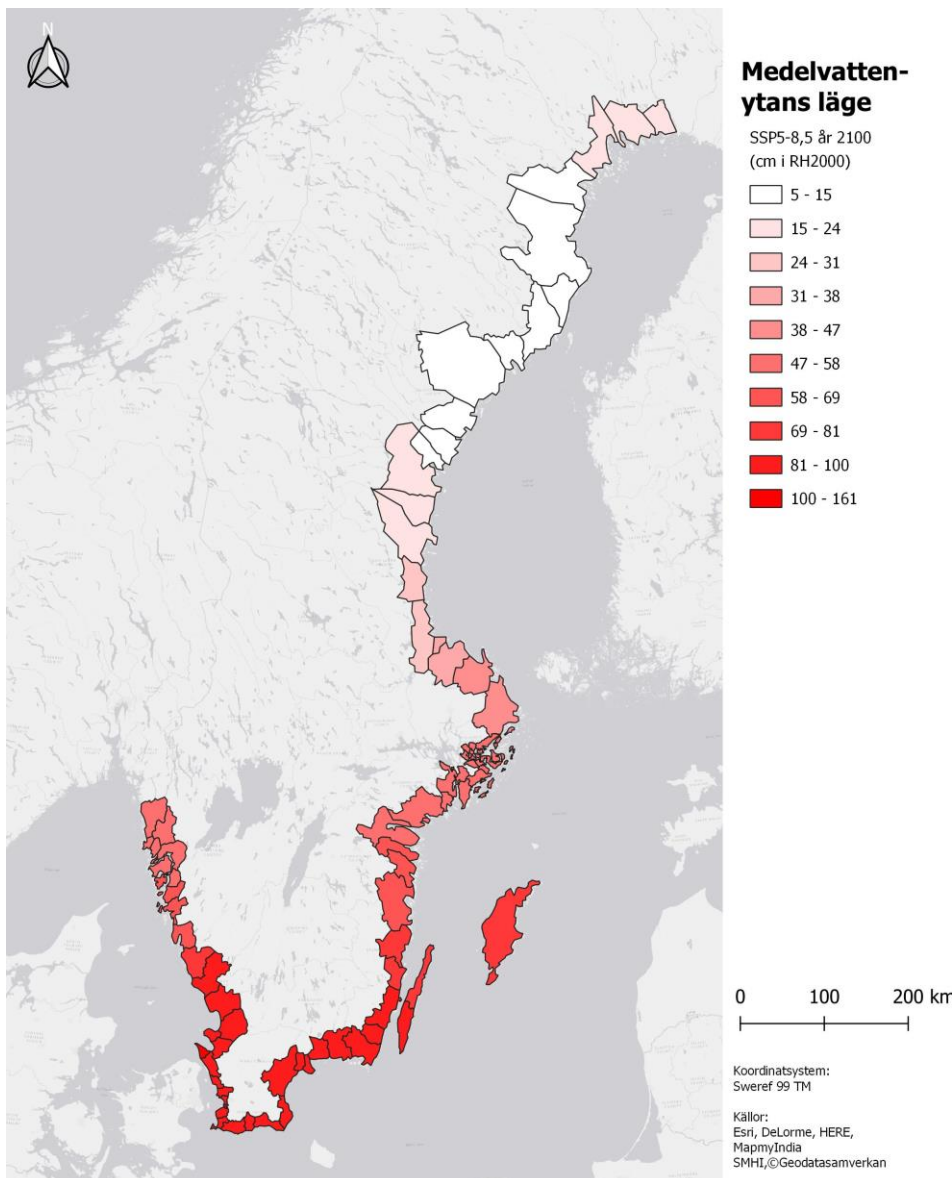 N
Medelvatten-
ytans läge
SSP5-8,5 år 2100
(cm i RH2000)
5 - 15
15 - 24
24 - 31
31 - 38
38 - 47
47 - 58
58 - 69
69 - 81
81 - 100
100 - 161
0 100 200 km
Koordinatsystem:
Sweref 99 TM
Källor:
Esri, DeLorme, HERE,
MapmyIndia
SMHI,©Geodatasamverkan